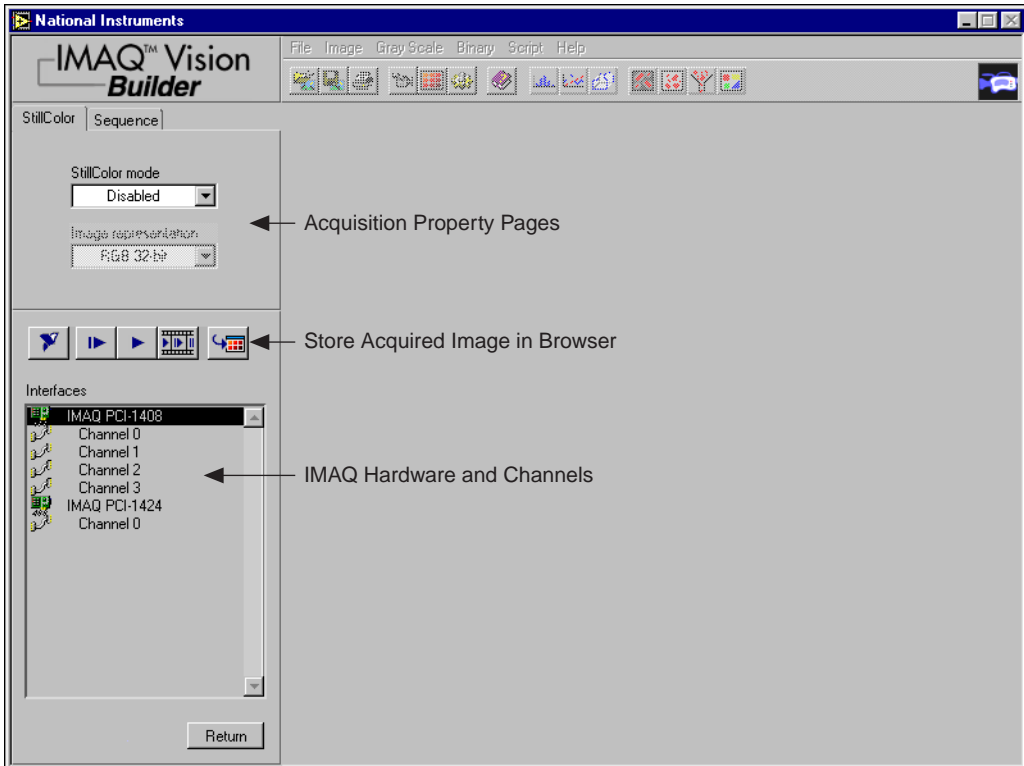 National Instruments
IMAQ™ Vision
Builder
File Image Gray Scale Binary Script Help
StillColor Sequence
StillColor mode
Disabled
Image representation
RGB 32-bit
Acquisition Property Pages
Store Acquired Image in Browser
Interfaces
IMAQ PCI-1408
Channel 0
Channel 1
Channel 2
Channel 3
IMAQ PCI-1424
Channel 0
IMAQ Hardware and Channels
Return